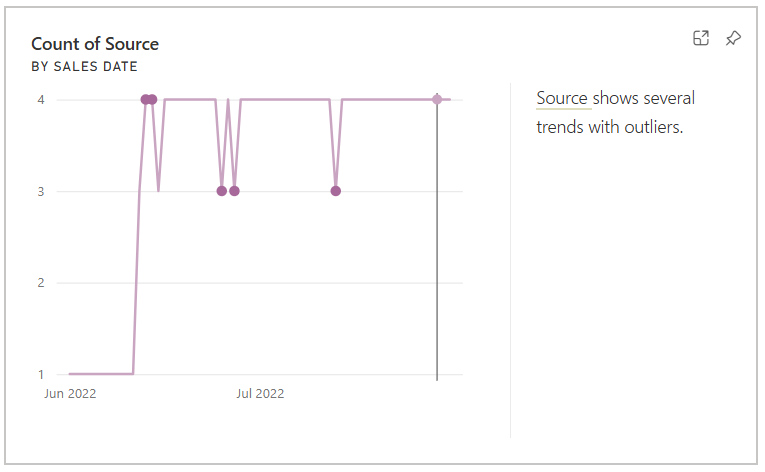 Count of Source
BY SALES DATE
4
3
2
1
Jun 2022
Jul 2022
Source shows several
trends with outliers.